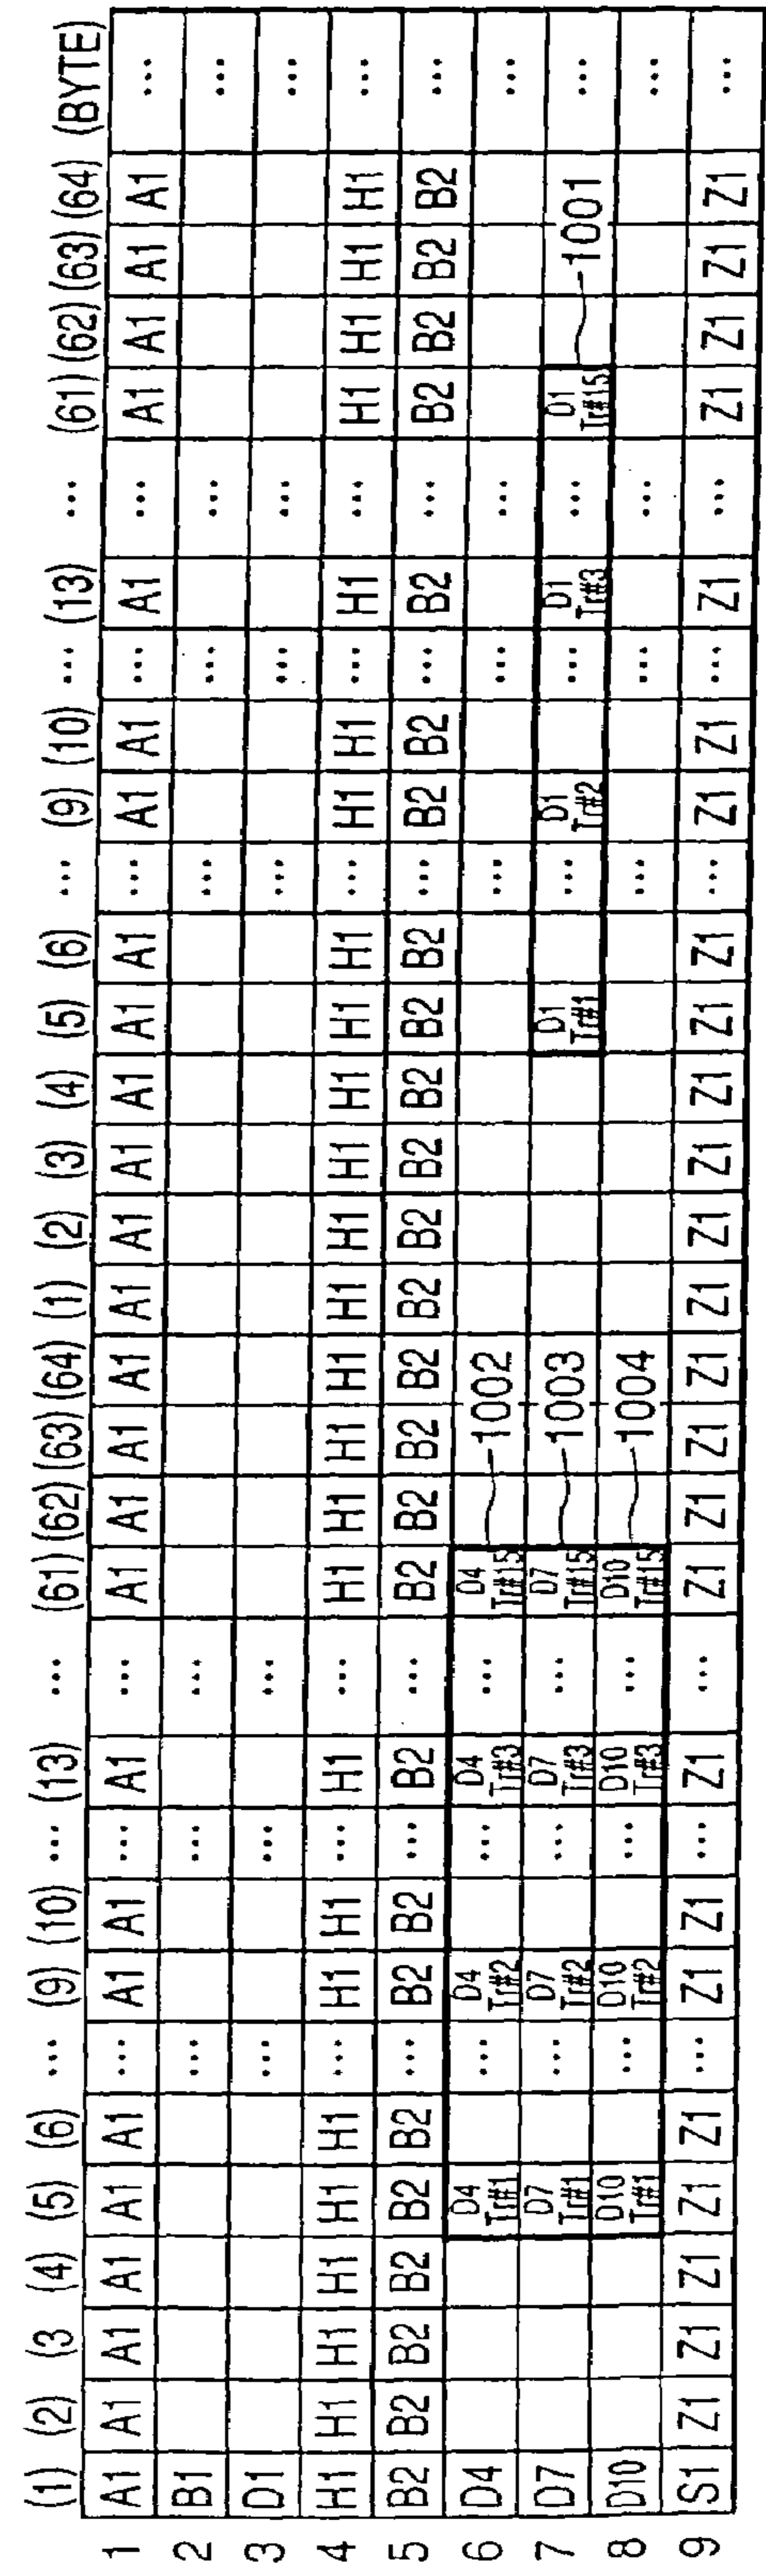 (1) (2) (3 (4) (5) (6) ... (9) (10) ... (13) ... (61) (62) (63) (64) (1) (2) (3) (4) (5) (6) ... (9) (10) ... (13) ... (61) (62) (63) (64) (BYTE)
1 A1 A1 A1 A1 A1 A1 ... A1 A1 ... A1 ... A1 A1 A1 A1 A1 A1 A1 A1 A1 A1 ... A1 A1 ... A1 ... A1 A1 A1 A1 ...
2 B1 ... ... ... ... ... ... ...
3 D1 ... ... ... ... ... ... ...
4 H1 H1 H1 H1 H1 H1 ... H1 H1 ... H1 ... H1 H1 H1 H1 H1 H1 H1 H1 H1 H1 ... H1 H1 ... H1 ... H1 H1 H1 H1 ...
5 B2 B2 B2 B2 B2 B2 ... B2 B2 ... B2 ... B2 B2 B2 B2 B2 B2 B2 B2 B2 B2 ... B2 B2 ... B2 ... B2 B2 B2 B2 ...
6 D4 D4 Tr#1 ... D4 Tr#2 ... D4 Tr#3 ... D4 Tr#15 1002 ... ... ... ...
7 D7 D7 Tr#1 ... D7 Tr#2 ... D7 Tr#3 ... D7 Tr#15 1003 D1 Tr#1 ... D1 Tr#2 ... D1 Tr#3 ... D1 Tr#15 1001 ...
8 D10 D10 Tr#1 ... D10 Tr#2 ... D10 Tr#3 ... D10 Tr#15 1004 ... ... ... ...
9 S1 Z1 Z1 Z1 Z1 Z1 ... Z1 Z1 ... Z1 ... Z1 Z1 Z1 Z1 Z1 Z1 Z1 Z1 Z1 Z1 ... Z1 Z1 ... Z1 ... Z1 Z1 Z1 Z1 ...